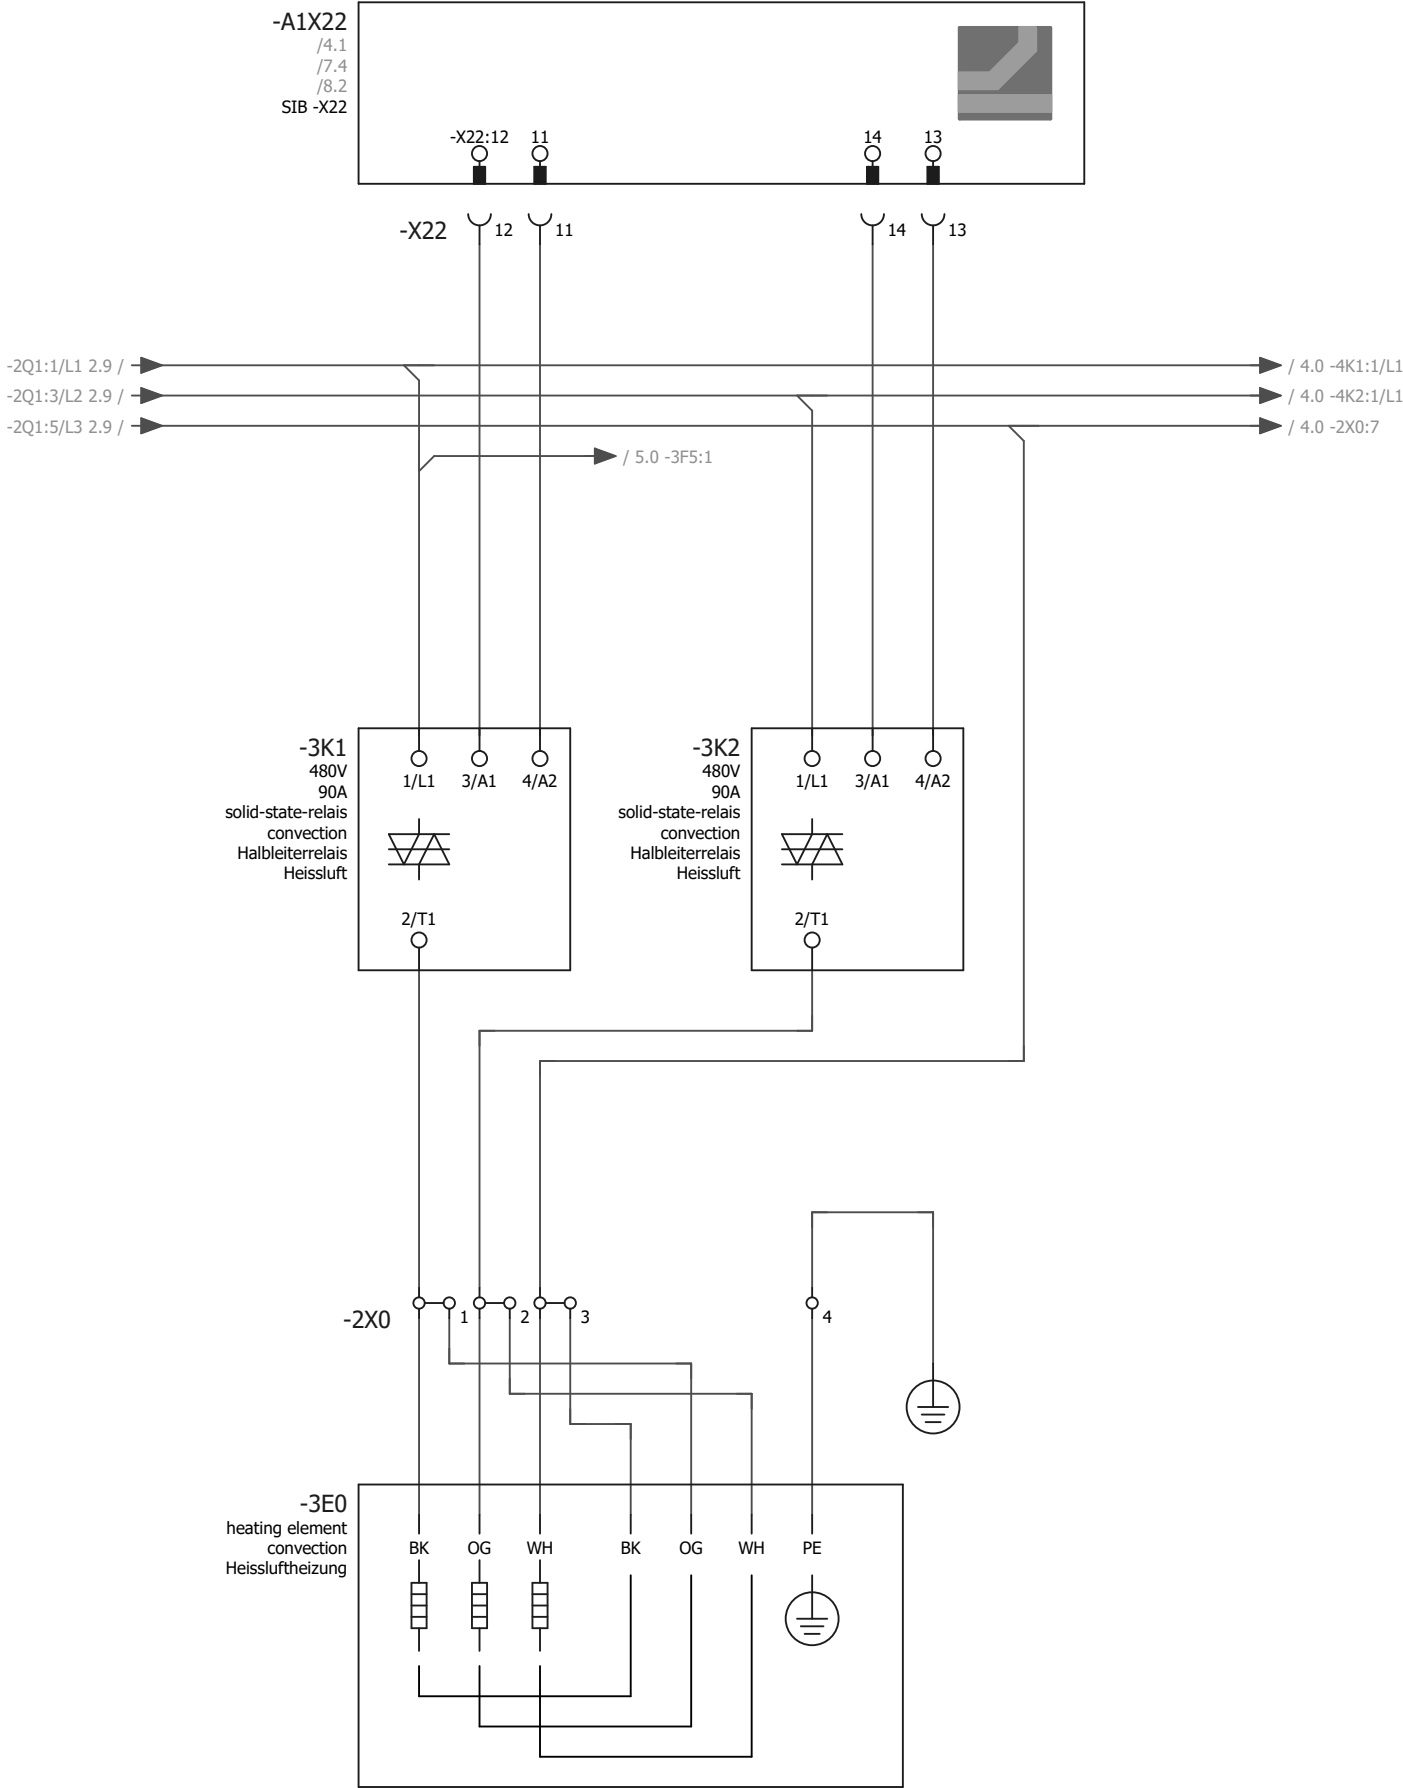 -A1X22
/4.1
/7.4
/8.2
SIB -X22
-X22:12 11 14 13
-X22 12 11 14 13
-2Q1:1/L1 2.9 / / 4.0 -4K1:1/L1
-2Q1:3/L2 2.9 / / 4.0 -4K2:1/L1
-2Q1:5/L3 2.9 / / 4.0 -2X0:7
/ 5.0 -3F5:1
-3K1
480V
90A
solid-state-relais
convection
Halbleiterrelais
Heissluft
1/L1 3/A1 4/A2
2/T1
-3K2
480V
90A
solid-state-relais
convection
Halbleiterrelais
Heissluft
1/L1 3/A1 4/A2
2/T1
-2X0 1 2 3 4
-3E0
heating element
convection
Heissluftheizung
BK OG WH BK OG WH PE